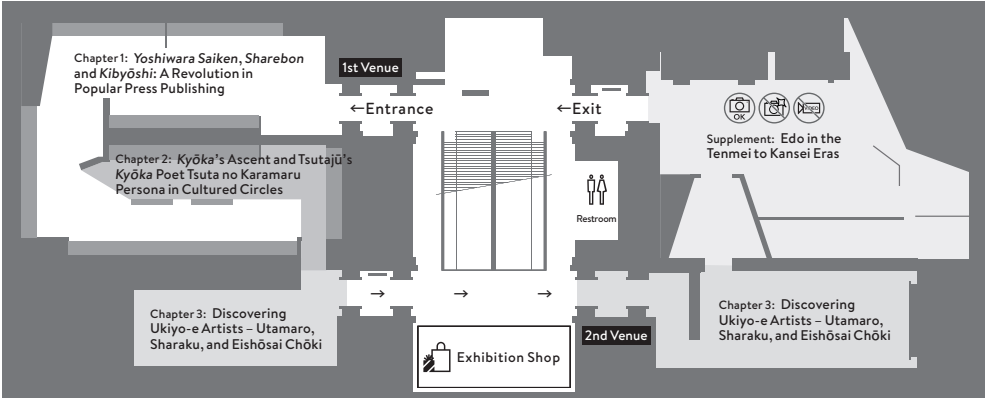 Chapter 1: Yoshiwara Saiken, Sharebon
and Kibyōshi: A Revolution in
Popular Press Publishing
1st Venue
←Entrance
←Exit
OK
VIDEO
Supplement: Edo in the
Tenmei to Kansei Eras
Chapter 2: Kyōka's Ascent and Tsutajū's
Kyōka Poet Tsuta no Karamaru
Persona in Cultured Circles
Restroom
→ → →
Chapter 3: Discovering
Ukiyo-e Artists – Utamaro,
Sharaku, and Eishōsai Chōki
2nd Venue
Chapter 3: Discovering
Ukiyo-e Artists – Utamaro,
Sharaku, and Eishōsai Chōki
Exhibition Shop